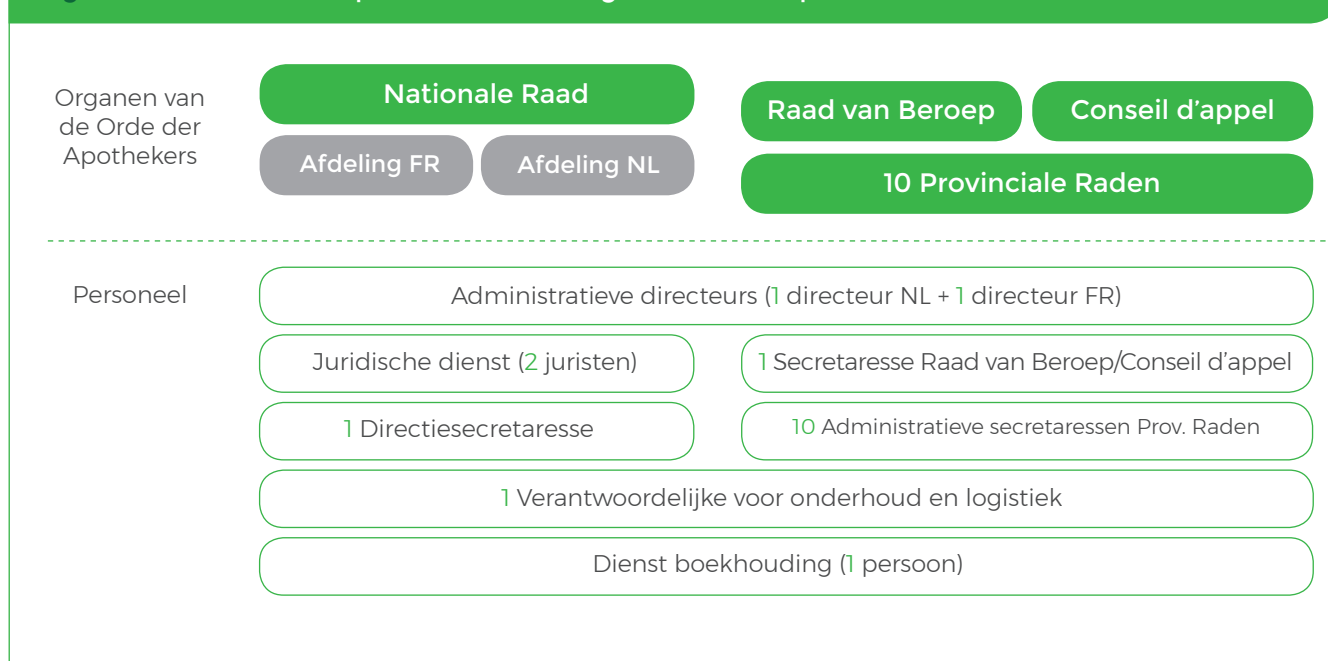 Organen van
de Orde der
Apothekers
Nationale Raad
Afdeling FR
Afdeling NL
Raad van Beroep
Conseil d'appel
10 Provinciale Raden
Personeel
Administratieve directeurs (1 directeur NL + 1 directeur FR)
Juridische dienst (2 juristen)
1 Secretaresse Raad van Beroep/Conseil d'appel
1 Directiesecretaresse
10 Administratieve secretaressen Prov. Raden
1 Verantwoordelijke voor onderhoud en logistiek
Dienst boekhouding (1 persoon)